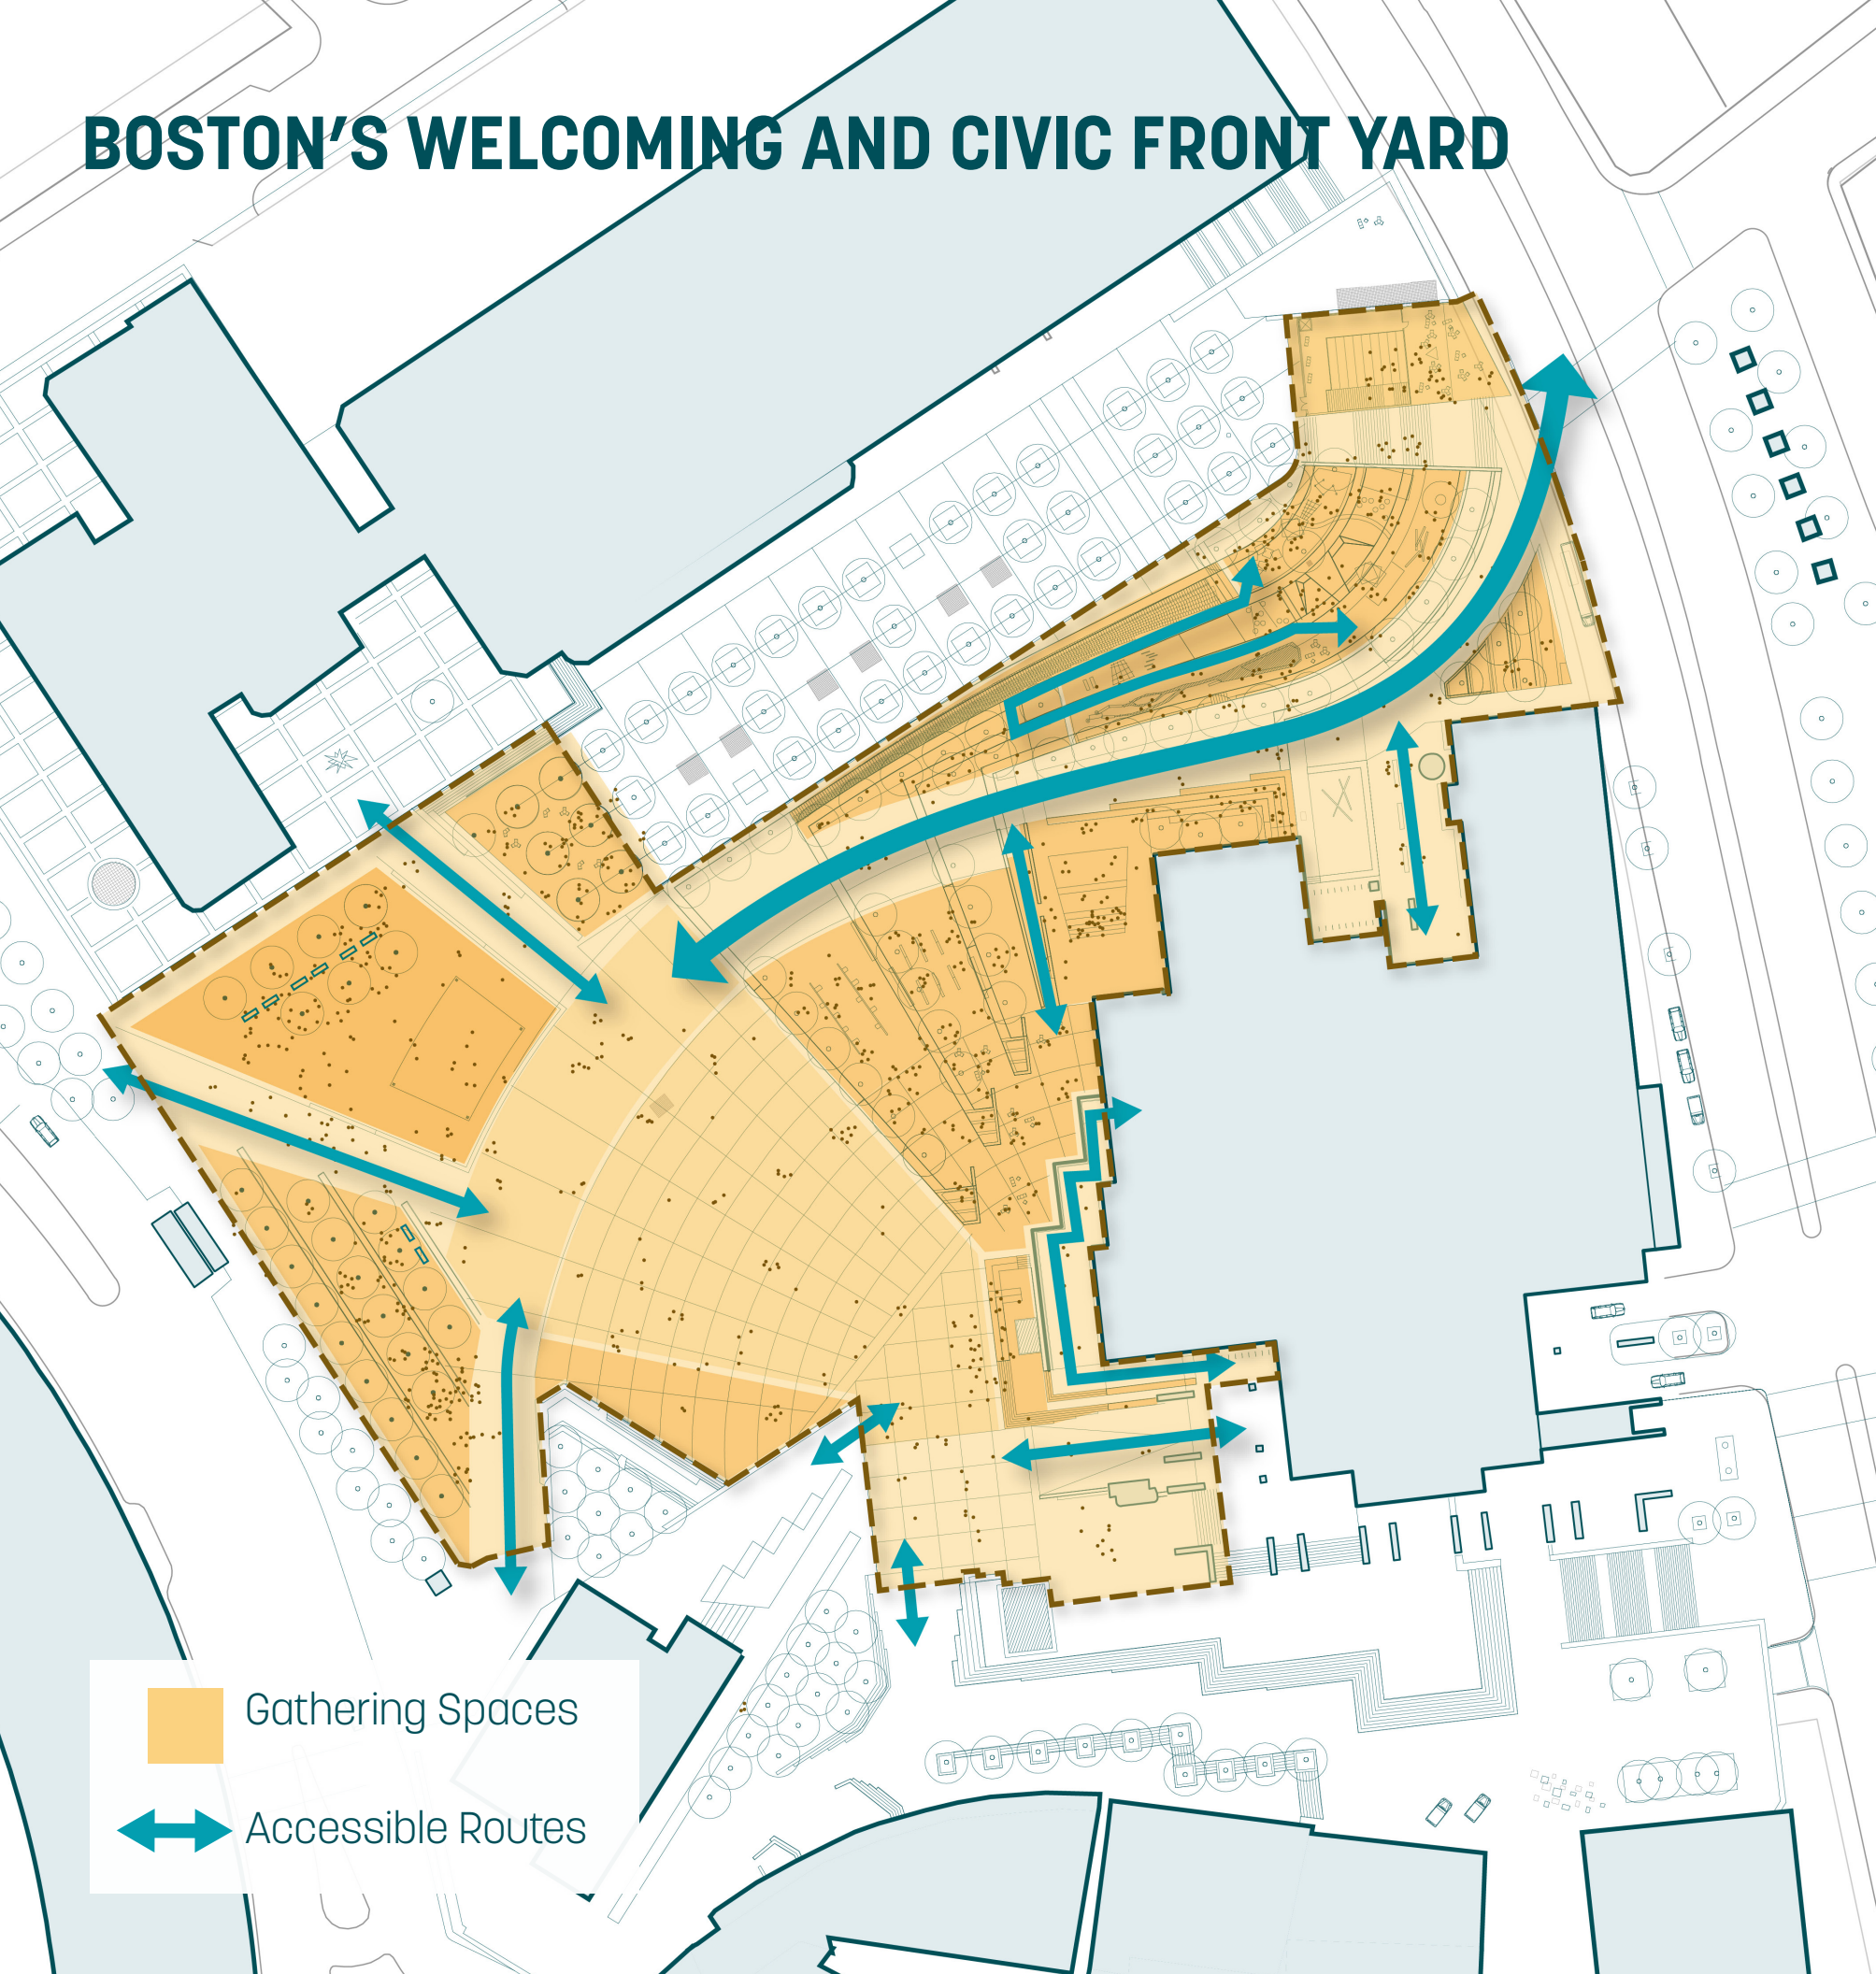 BOSTON'S WELCOMING AND CIVIC FRONT YARD
Gathering Spaces
Accessible Routes